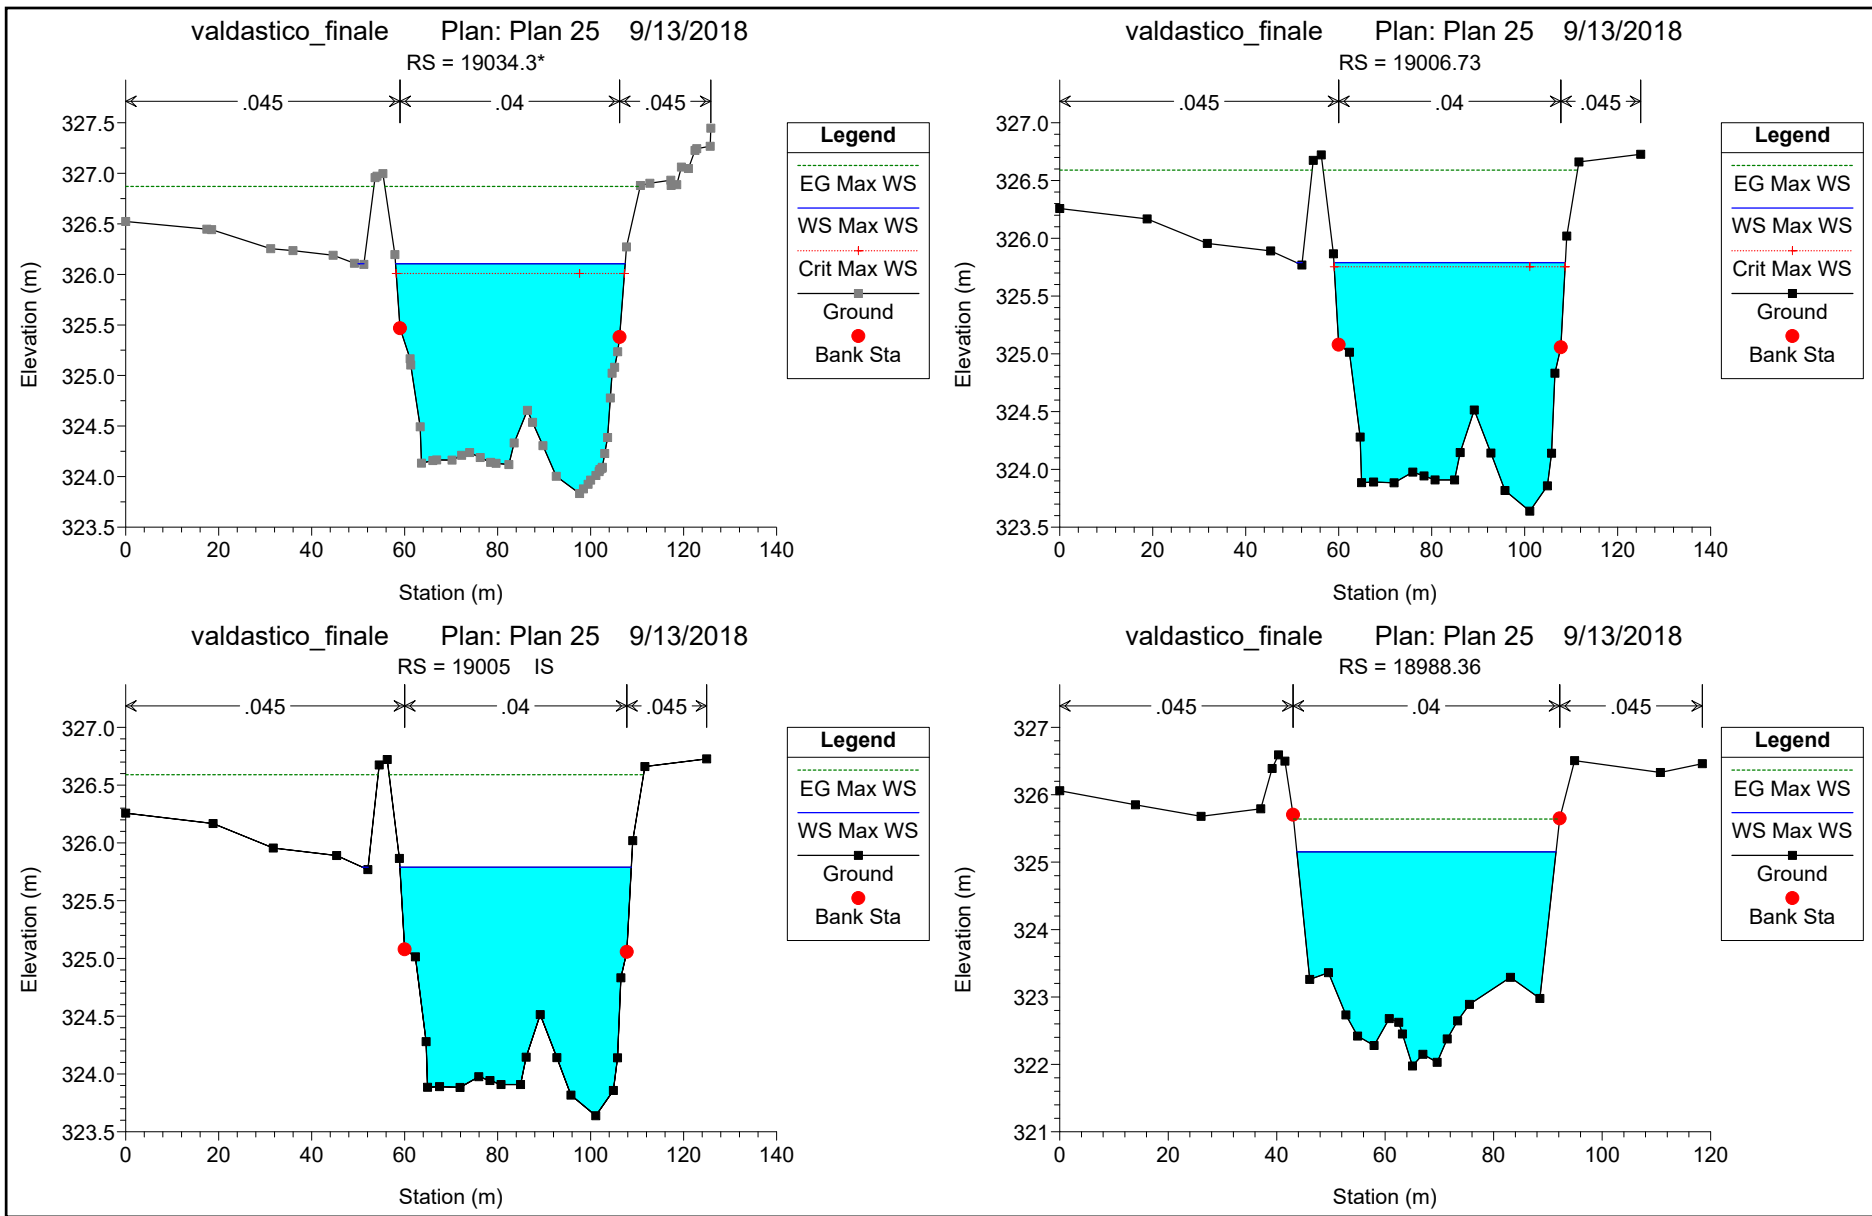 valdastico_finale Plan: Plan 25 9/13/2018
RS = 19034.3*
.045 .04 .045
327.5
327.0
326.5
326.0
325.5
325.0
324.5
324.0
323.5
0 20 40 60 80 100 120 140
Station (m)
Elevation (m)
Legend
EG Max WS
WS Max WS
Crit Max WS
Ground
Bank Sta
valdastico_finale Plan: Plan 25 9/13/2018
RS = 19006.73
.045 .04 .045
327.0
326.5
326.0
325.5
325.0
324.5
324.0
323.5
0 20 40 60 80 100 120 140
Station (m)
Elevation (m)
Legend
EG Max WS
WS Max WS
Crit Max WS
Ground
Bank Sta
valdastico_finale Plan: Plan 25 9/13/2018
RS = 19005 IS
.045 .04 .045
327.0
326.5
326.0
325.5
325.0
324.5
324.0
323.5
0 20 40 60 80 100 120 140
Station (m)
Elevation (m)
Legend
EG Max WS
WS Max WS
Ground
Bank Sta
valdastico_finale Plan: Plan 25 9/13/2018
RS = 18988.36
.045 .04 .045
327
326
325
324
323
322
321
0 20 40 60 80 100 120
Station (m)
Elevation (m)
Legend
EG Max WS
WS Max WS
Ground
Bank Sta